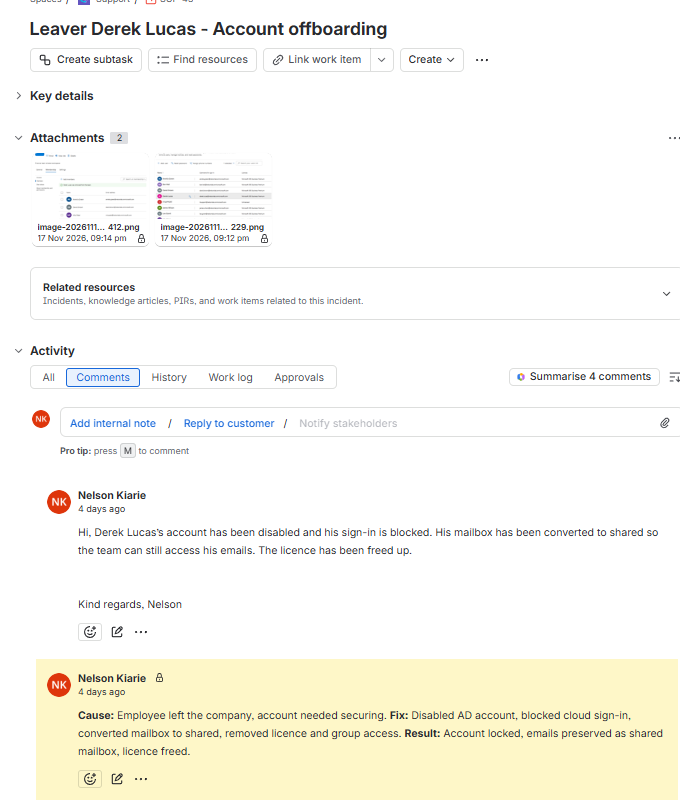 Spaces / Support /
Leaver Derek Lucas - Account offboarding
Create subtask Find resources Link work item Create
Key details
Attachments 2
image-2026111... 412.png
17 Nov 2026, 09:14 pm
image-2026111... 229.png
17 Nov 2026, 09:12 pm
Related resources
Incidents, knowledge articles, PIRs, and work items related to this incident.
Activity
All Comments History Work log Approvals Summarise 4 comments
NK Add internal note / Reply to customer / Notify stakeholders
Pro tip: press M to comment
NK Nelson Kiarie
4 days ago
Hi, Derek Lucas's account has been disabled and his sign-in is blocked. His mailbox has been converted to shared so
the team can still access his emails. The licence has been freed up.
Kind regards, Nelson
NK Nelson Kiarie
4 days ago
Cause: Employee left the company, account needed securing. Fix: Disabled AD account, blocked cloud sign-in,
converted mailbox to shared, removed licence and group access. Result: Account locked, emails preserved as shared
mailbox, licence freed.